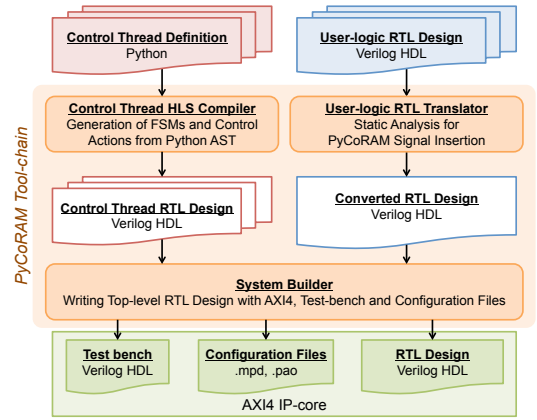 Control Thread Definition
Python
User-logic RTL Design
Verilog HDL
PyCoRAM Tool-chain
Control Thread HLS Compiler
Generation of FSMs and Control
Actions from Python AST
User-logic RTL Translator
Static Analysis for
PyCoRAM Signal Insertion
Control Thread RTL Design
Verilog HDL
Converted RTL Design
Verilog HDL
System Builder
Writing Top-level RTL Design with AXI4, Test-bench and Configuration Files
Test bench
Verilog HDL
Configuration Files
.mpd, .pao
RTL Design
Verilog HDL
AXI4 IP-core